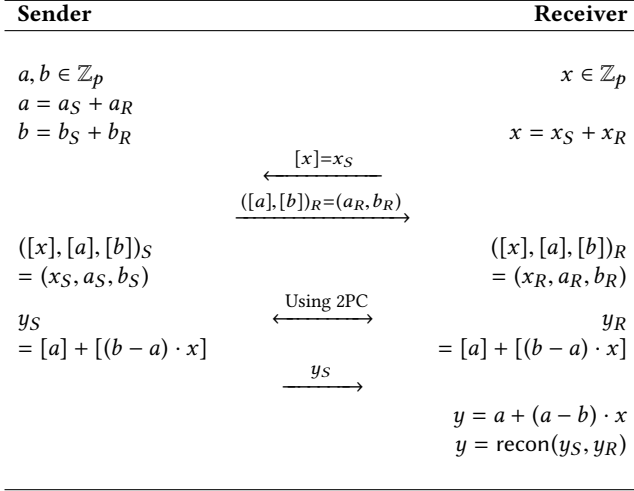 Sender Receiver
a, b ∈ ℤ_p x ∈ ℤ_p
a = a_S + a_R
b = b_S + b_R x = x_S + x_R
[x]=x_S
([a],[b])_R=(a_R,b_R)
([x], [a], [b])_S ([x], [a], [b])_R
= (x_S, a_S, b_S) = (x_R, a_R, b_R)
Using 2PC
y_S y_R
= [a] + [(b − a) · x] = [a] + [(b − a) · x]
y_S
y = a + (a − b) · x
y = recon(y_S, y_R)